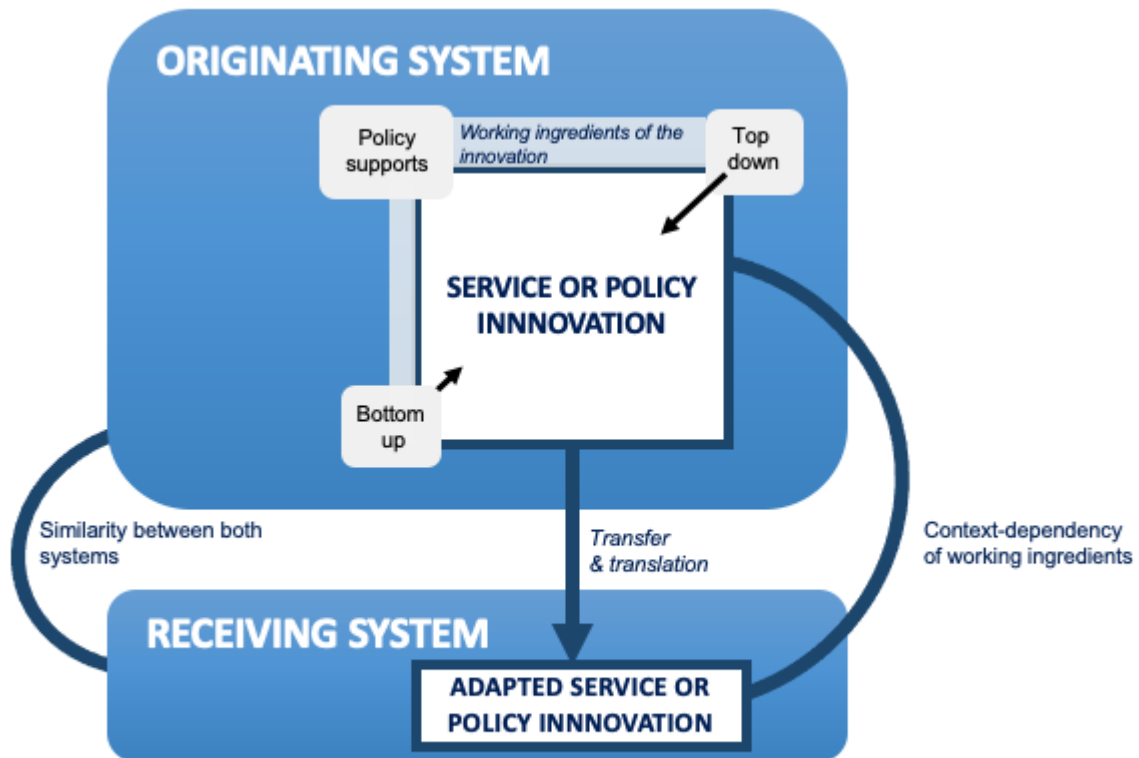 ORIGINATING SYSTEM
Policy
supports
Working ingredients of the
innovation
Top
down
SERVICE OR POLICY
INNNOVATION
Bottom
up
Similarity between both
systems
Transfer
& translation
Context-dependency
of working ingredients
RECEIVING SYSTEM
ADAPTED SERVICE OR
POLICY INNNOVATION